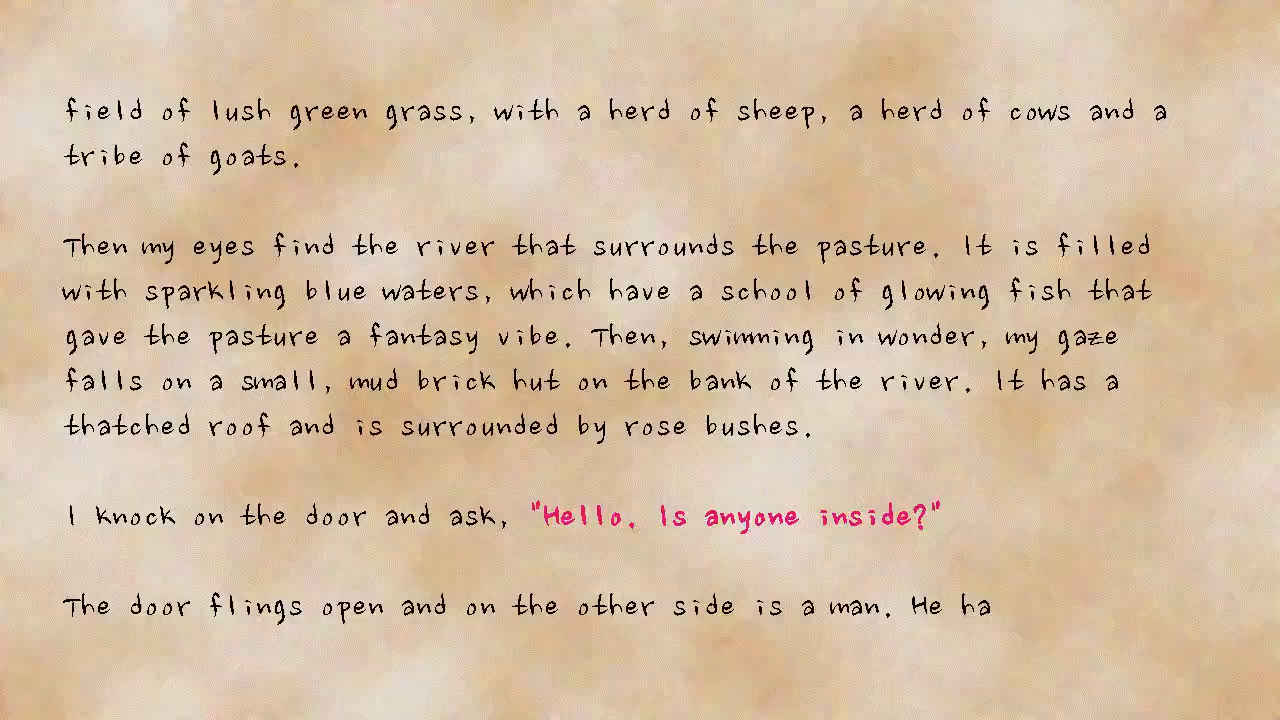 field of lush green grass, with a herd of sheep, a herd of cows and a
tribe of goats.
Then my eyes find the river that surrounds the pasture. It is filled
with sparkling blue waters, which have a school of glowing fish that
gave the pasture a fantasy vibe. Then, swimming in wonder, my gaze
falls on a small, mud brick hut on the bank of the river. It has a
thatched roof and is surrounded by rose bushes.
I knock on the door and ask, "Hello. Is anyone inside?"
The door flings open and on the other side is a man. He ha